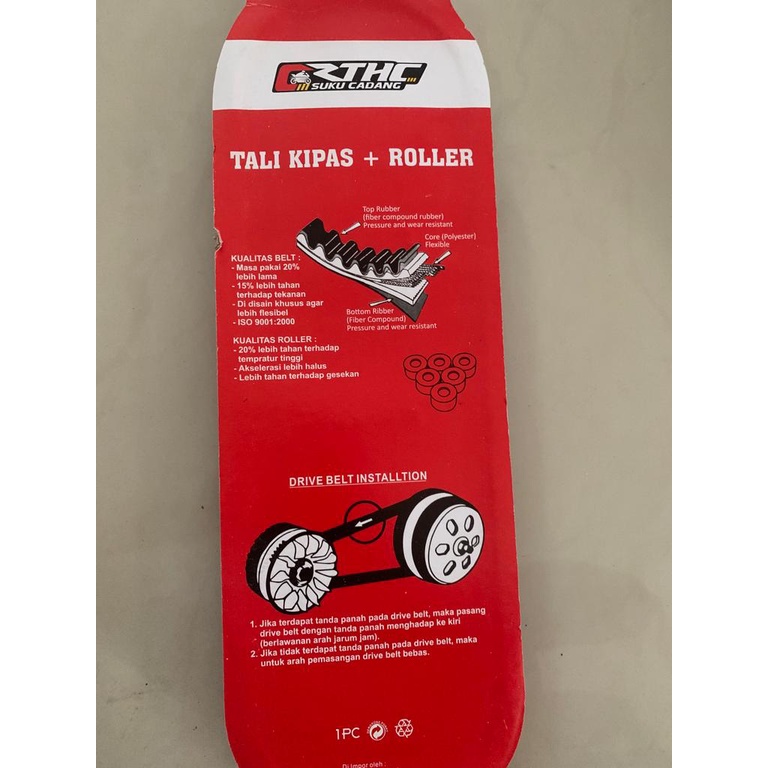 RTHC
SUKU CADANG
TALI KIPAS + ROLLER
Top Rubber
(fiber compound rubber)
Pressure and wear resistant
Core (Polyester)
Flexible
KUALITAS BELT :
- Masa pakai 20%
lebih lama
- 15% lebih tahan
terhadap tekanan
- Di disain khusus agar
lebih flesibel
- ISO 9001:2000
Bottom Ribber
(Fiber Compound)
Pressure and wear resistant
KUALITAS ROLLER :
- 20% lebih tahan terhadap
tempratur tinggi
- Akselerasi lebih halus
- Lebih tahan terhadap gesekan
DRIVE BELT INSTALLTION
1. Jika terdapat tanda panah pada drive belt, maka pasang
drive belt dengan tanda panah menghadap ke kiri
(berlawanan arah jarum jam).
2. Jika tidak terdapat tanda panah pada drive belt, maka
untuk arah pemasangan drive belt bebas.
1PC
Di Impor oleh :